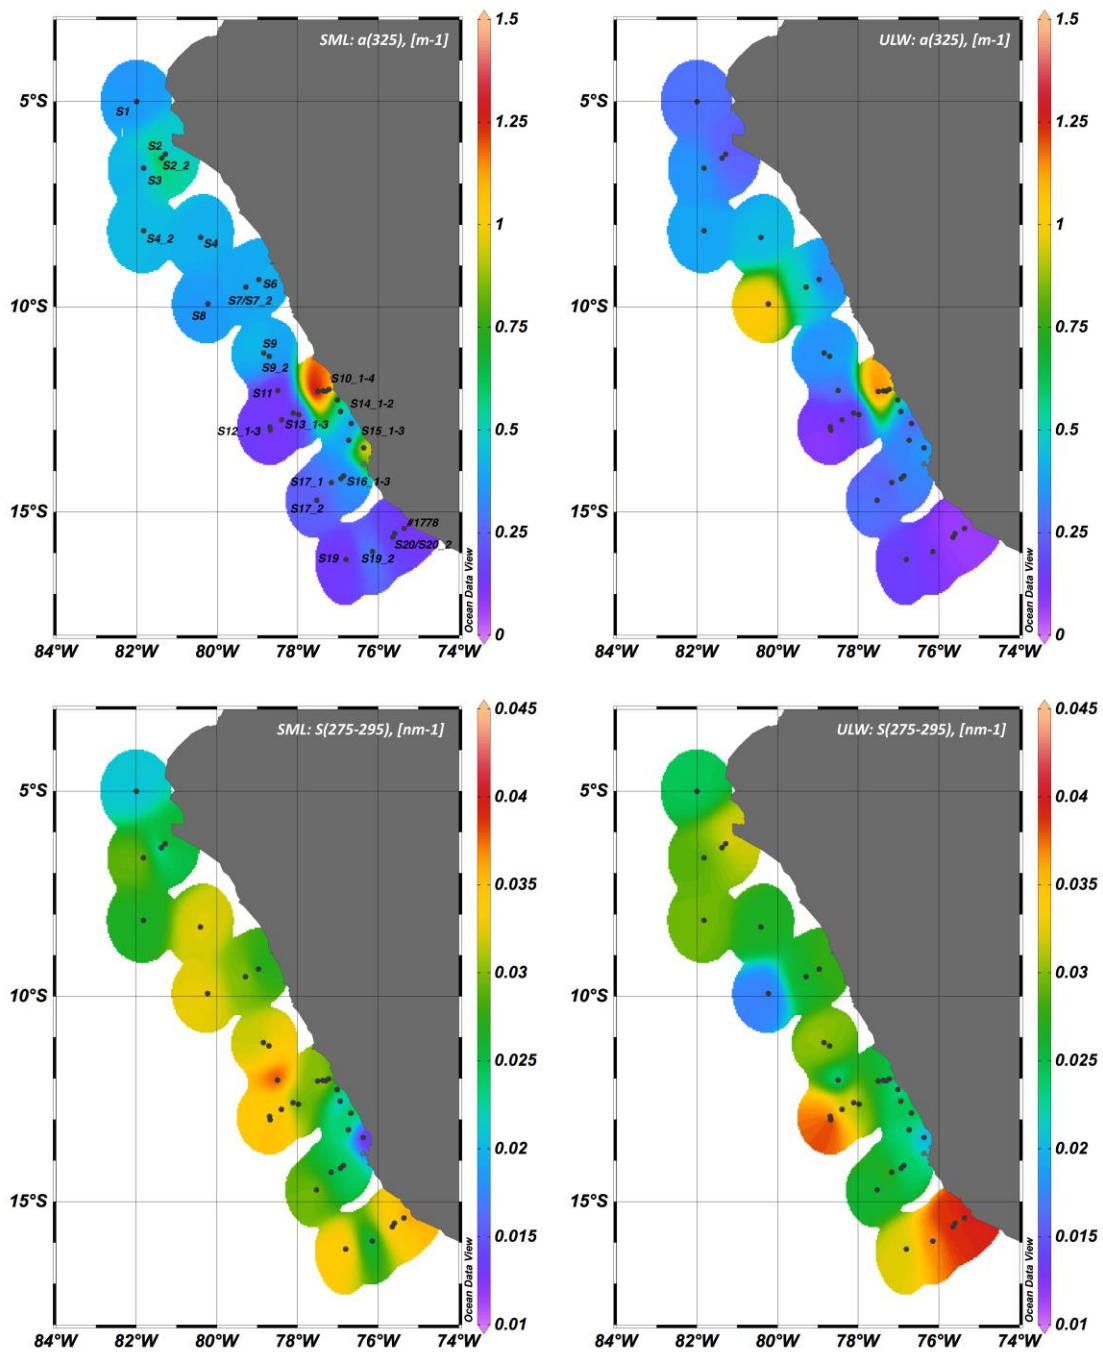 SML: a(325), [m-1]
5°S
10°S
15°S
84°W 82°W 80°W 78°W 76°W 74°W
S1
S2
S2_2
S3
S4_2
S4
S6
S7/S7_2
S8
S9
S9_2
S10_1-4
S11
S14_1-2
S12_1-3
S13_1-3
S15_1-3
S17_1
S16_1-3
S17_2
#1778
S20/S20_2
S19
S19_2
Ocean Data View
1.5
1.25
1
0.75
0.5
0.25
0
ULW: a(325), [m-1]
5°S
10°S
15°S
84°W 82°W 80°W 78°W 76°W 74°W
Ocean Data View
1.5
1.25
1
0.75
0.5
0.25
0
SML: S(275-295), [nm-1]
5°S
10°S
15°S
84°W 82°W 80°W 78°W 76°W 74°W
Ocean Data View
0.045
0.04
0.035
0.03
0.025
0.02
0.015
0.01
ULW: S(275-295), [nm-1]
5°S
10°S
15°S
84°W 82°W 80°W 78°W 76°W 74°W
Ocean Data View
0.045
0.04
0.035
0.03
0.025
0.02
0.015
0.01